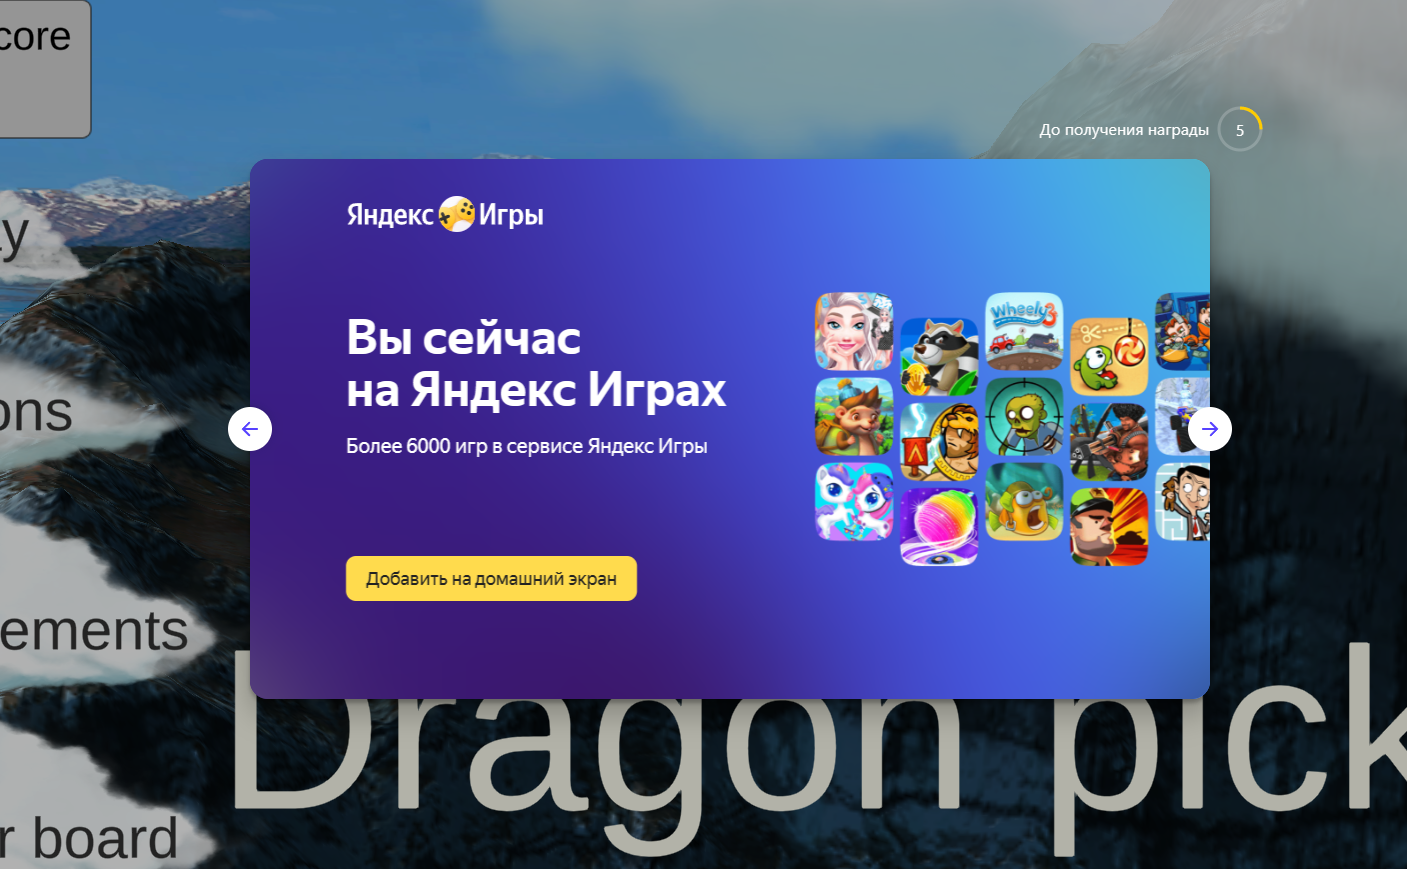 core
До получения награды 5
Яндекс Игры
ay
Вы сейчас
на Яндекс Играх
Более 6000 игр в сервисе Яндекс Игры
Wheely 3
ons
Добавить на домашний экран
ements
Dragon pick
r board